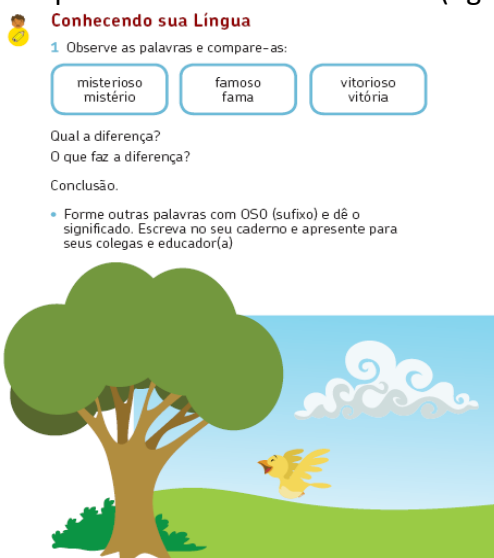 Conhecendo sua Língua
1 Observe as palavras e compare-as:
misterioso famoso vitorioso
mistério fama vitória
Qual a diferença?
O que faz a diferença?
Conclusão.
• Forme outras palavras com OSO (sufixo) e dê o
significado. Escreva no seu caderno e apresente para
seus colegas e educador(a)